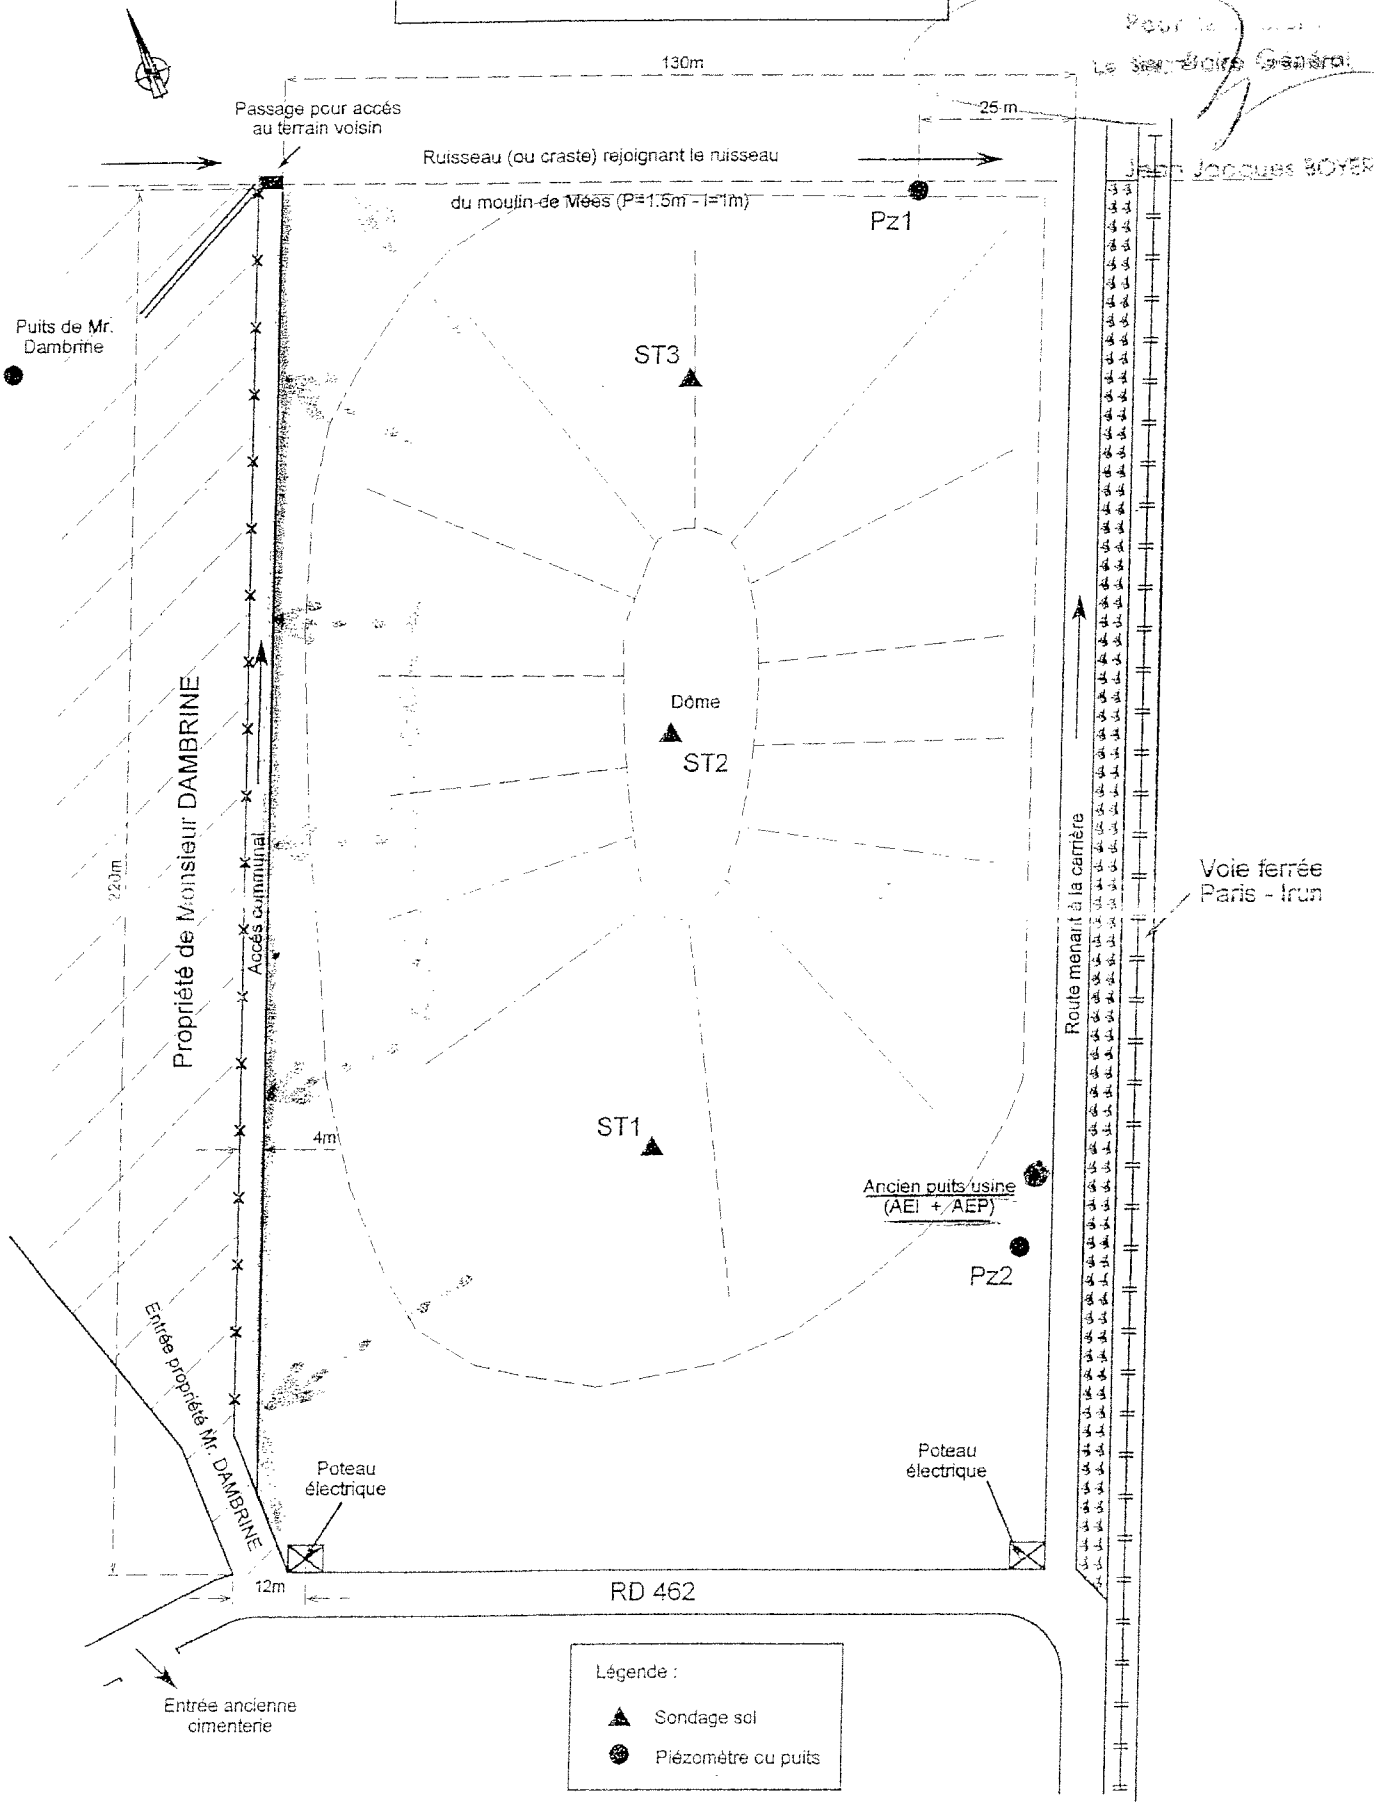 Pour le
Le Secrétaire Général
Jean Jacques BOYER
130m
25 m
Passage pour accés
au terrain voisin
Ruisseau (ou craste) rejoignant le ruisseau
du moulin de Mées (P=1.5m - l=1m)
Pz1
Puits de Mr.
Dambrine
ST3
Dôme
ST2
Propriété de Monsieur DAMBRINE
Accès communal
220m
Route menant à la carrière
Voie ferrée
Paris - Irun
ST1
4m
Ancien puits usine
(AEI + AEP)
Pz2
Entrée propriété Mr. DAMBRINE
Poteau
électrique
Poteau
électrique
12m
RD 462
Entrée ancienne
cimenterie
Légende :
Sondage sol
Piézomètre ou puits